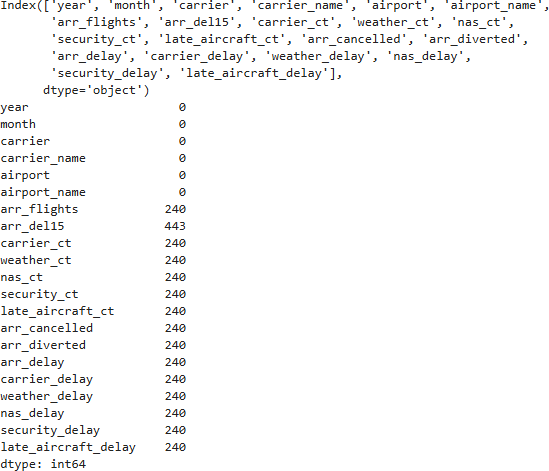 Index(['year', 'month', 'carrier', 'carrier_name', 'airport', 'airport_name',
       'arr_flights', 'arr_del15', 'carrier_ct', 'weather_ct', 'nas_ct',
       'security_ct', 'late_aircraft_ct', 'arr_cancelled', 'arr_diverted',
       'arr_delay', 'carrier_delay', 'weather_delay', 'nas_delay',
       'security_delay', 'late_aircraft_delay'],
      dtype='object')
year                     0
month                    0
carrier                  0
carrier_name             0
airport                  0
airport_name             0
arr_flights            240
arr_del15              443
carrier_ct             240
weather_ct             240
nas_ct                 240
security_ct            240
late_aircraft_ct       240
arr_cancelled          240
arr_diverted           240
arr_delay              240
carrier_delay          240
weather_delay          240
nas_delay              240
security_delay         240
late_aircraft_delay    240
dtype: int64